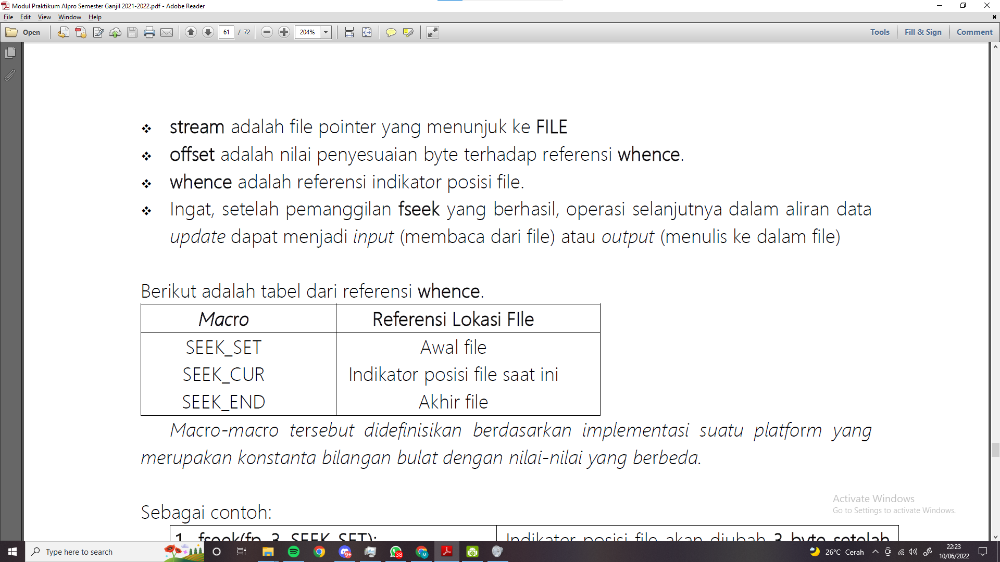 Modul Praktikum Alpro Semester Ganjil 2021-2022.pdf - Adobe Reader
File Edit View Window Help
Open 61 / 72 204% Tools Fill & Sign Comment
stream adalah file pointer yang menunjuk ke FILE
offset adalah nilai penyesuaian byte terhadap referensi whence.
whence adalah referensi indikator posisi file.
Ingat, setelah pemanggilan fseek yang berhasil, operasi selanjutnya dalam aliran data
update dapat menjadi input (membaca dari file) atau output (menulis ke dalam file)
Berikut adalah tabel dari referensi whence.
Macro Referensi Lokasi FIle
SEEK_SET Awal file
SEEK_CUR Indikator posisi file saat ini
SEEK_END Akhir file
Macro-macro tersebut didefinisikan berdasarkan implementasi suatu platform yang
merupakan konstanta bilangan bulat dengan nilai-nilai yang berbeda.
Activate Windows
Go to Settings to activate Windows.
Sebagai contoh:
1. fseek(fp, 3, SEEK_SET); Indikator posisi file akan diubah 3 byte setelah
Type here to search 9+ 38 M 26°C Cerah 22:23
10/06/2022